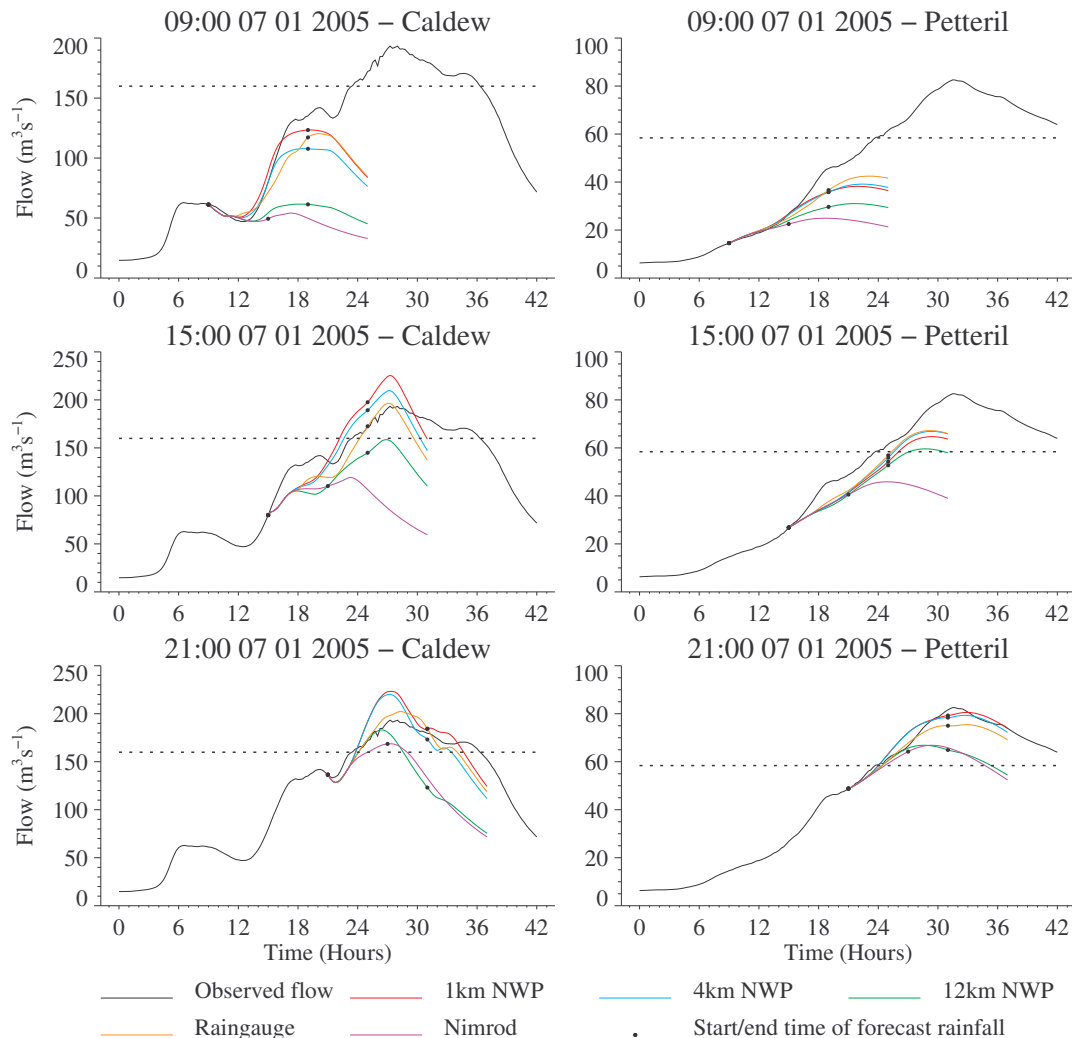 09:00 07 01 2005 – Caldew
09:00 07 01 2005 – Petteril
200
150
100
50
0
Flow (m³s⁻¹)
0 6 12 18 24 30 36 42
100
80
60
40
20
0
0 6 12 18 24 30 36 42
15:00 07 01 2005 – Caldew
15:00 07 01 2005 – Petteril
250
200
150
100
50
0
Flow (m³s⁻¹)
0 6 12 18 24 30 36 42
100
80
60
40
20
0
0 6 12 18 24 30 36 42
21:00 07 01 2005 – Caldew
21:00 07 01 2005 – Petteril
250
200
150
100
50
0
Flow (m³s⁻¹)
0 6 12 18 24 30 36 42
Time (Hours)
100
80
60
40
20
0
0 6 12 18 24 30 36 42
Time (Hours)
Observed flow 1km NWP 4km NWP 12km NWP
Raingauge Nimrod Start/end time of forecast rainfall